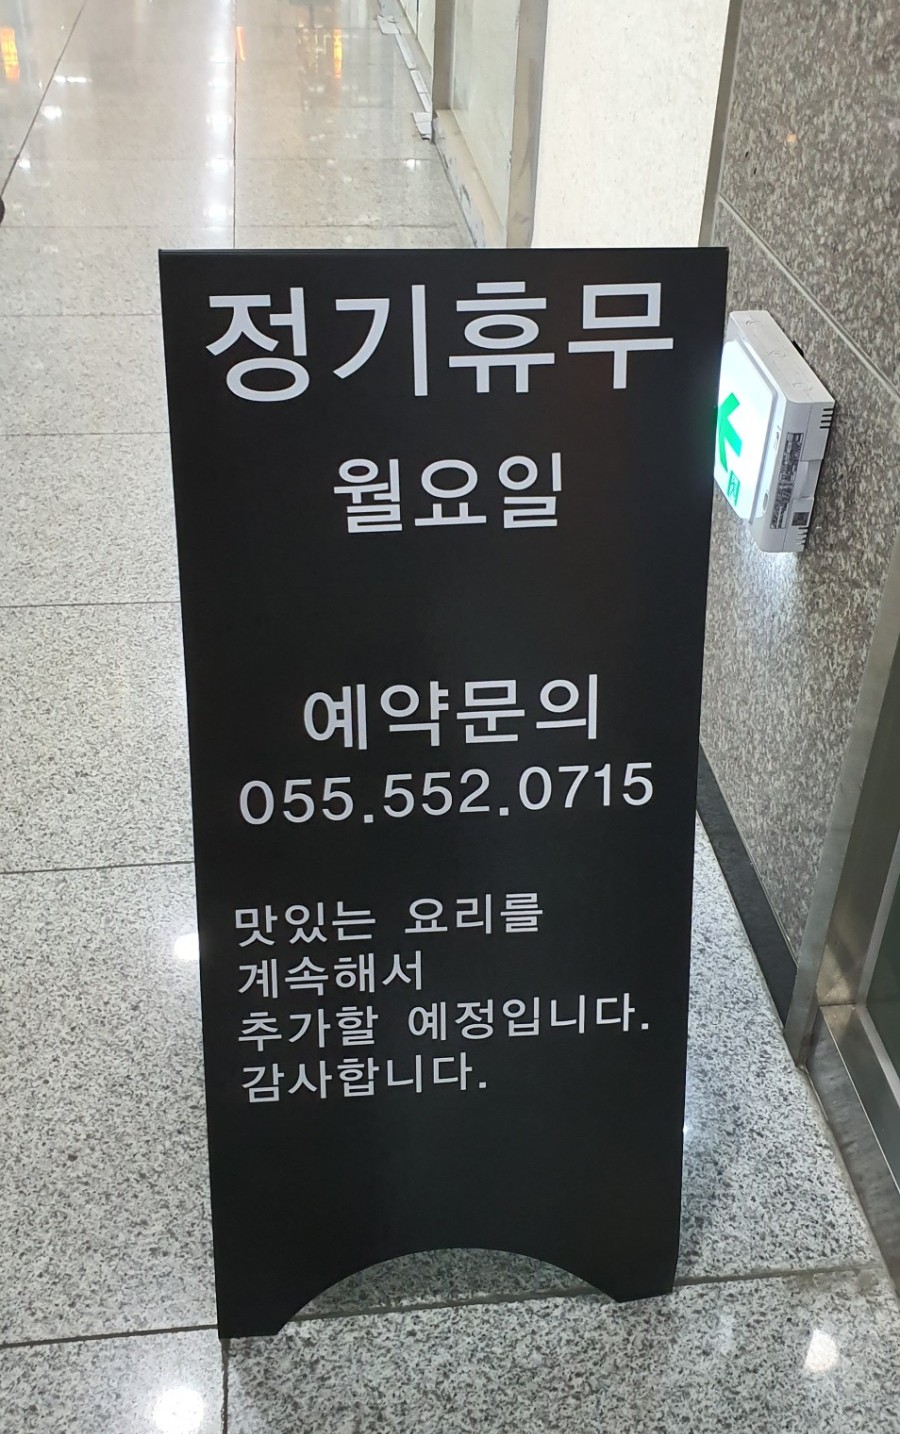 정기휴무
월요일
예약문의
055.552.0715
맛있는 요리를
계속해서
추가할 예정입니다.
감사합니다.